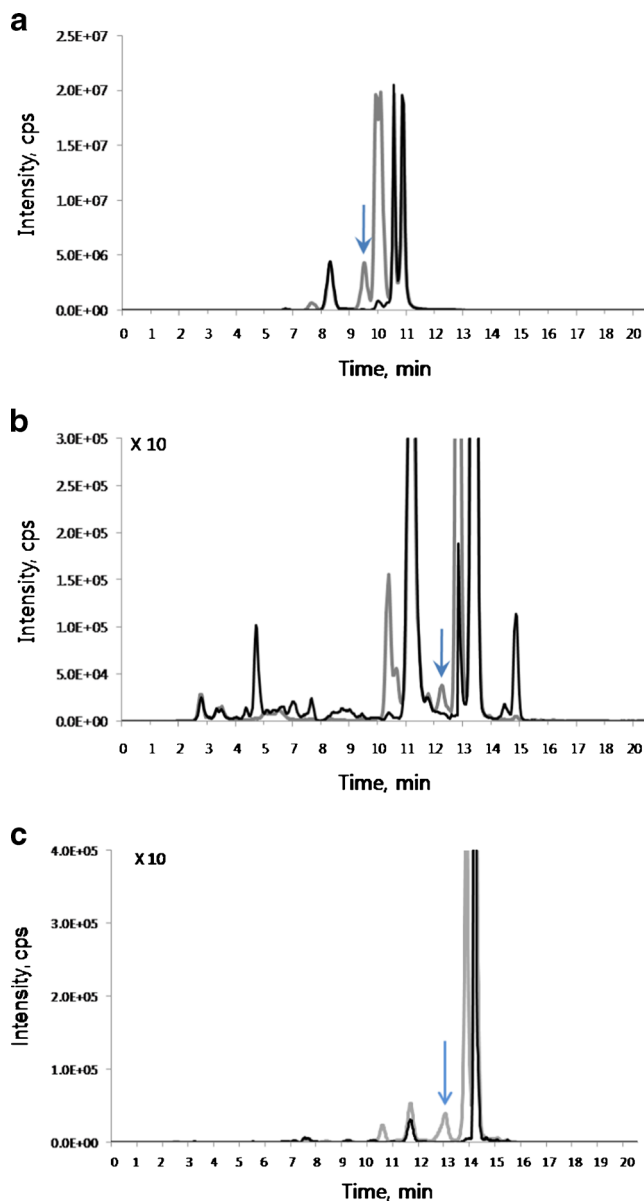 a
2.5E+07
2.0E+07
1.5E+07
1.0E+07
5.0E+06
0.0E+00
Intensity, cps
0 1 2 3 4 5 6 7 8 9 10 11 12 13 14 15 16 17 18 19 20
Time, min
b
X 10
3.0E+05
2.5E+05
2.0E+05
1.5E+05
1.0E+05
5.0E+04
0.0E+00
Intensity, cps
0 1 2 3 4 5 6 7 8 9 10 11 12 13 14 15 16 17 18 19 20
Time, min
c
X 10
4.0E+05
3.0E+05
2.0E+05
1.0E+05
0.0E+00
Intensity, cps
0 1 2 3 4 5 6 7 8 9 10 11 12 13 14 15 16 17 18 19 20
Time, min